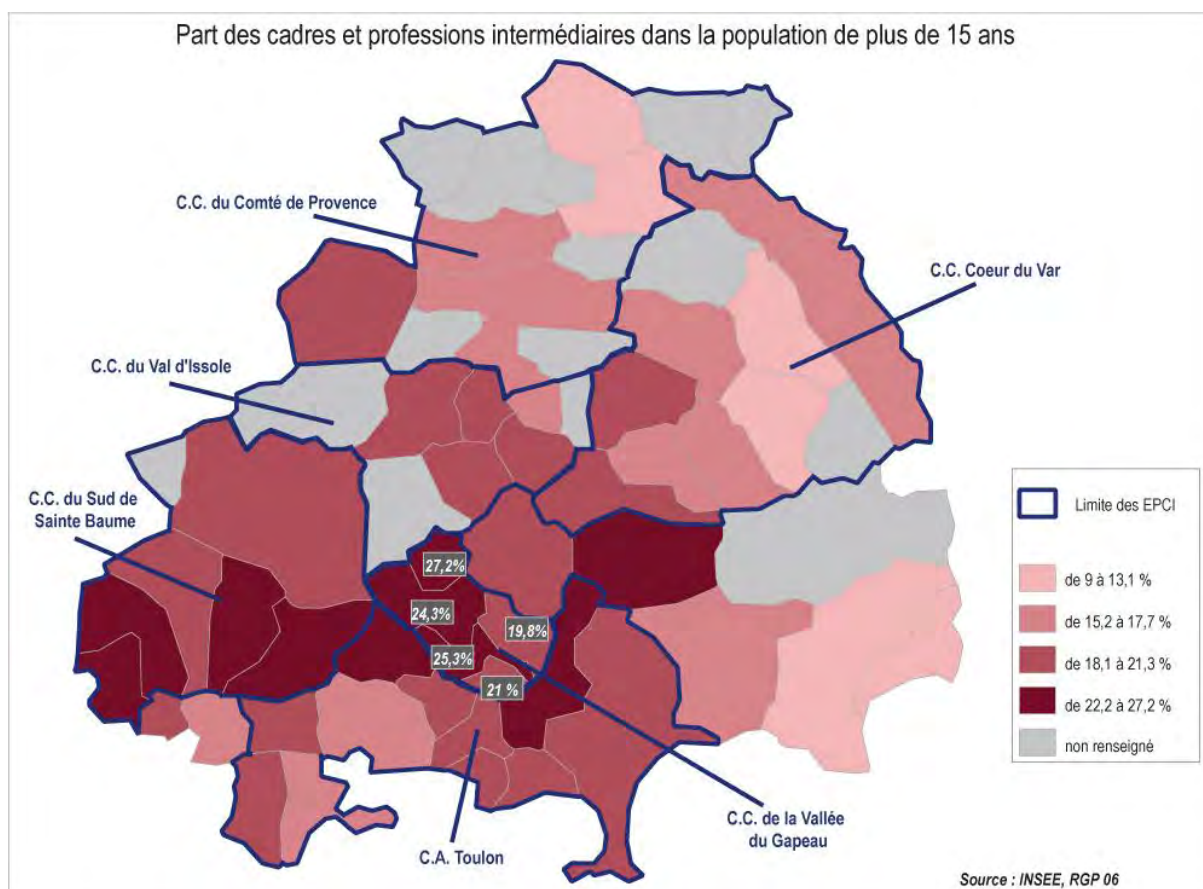 Part des cadres et professions intermédiaires dans la population de plus de 15 ans
C.C. du Comté de Provence
C.C. Coeur du Var
C.C. du Val d'Issole
C.C. du Sud de
Sainte Baume
Limite des EPCI
27,2%
de 9 à 13,1 %
24,3%
19,8%
de 15,2 à 17,7 %
25,3%
de 18,1 à 21,3 %
21 %
de 22,2 à 27,2 %
non renseigné
C.C. de la Vallée
du Gapeau
C.A. Toulon
Source : INSEE, RGP 06